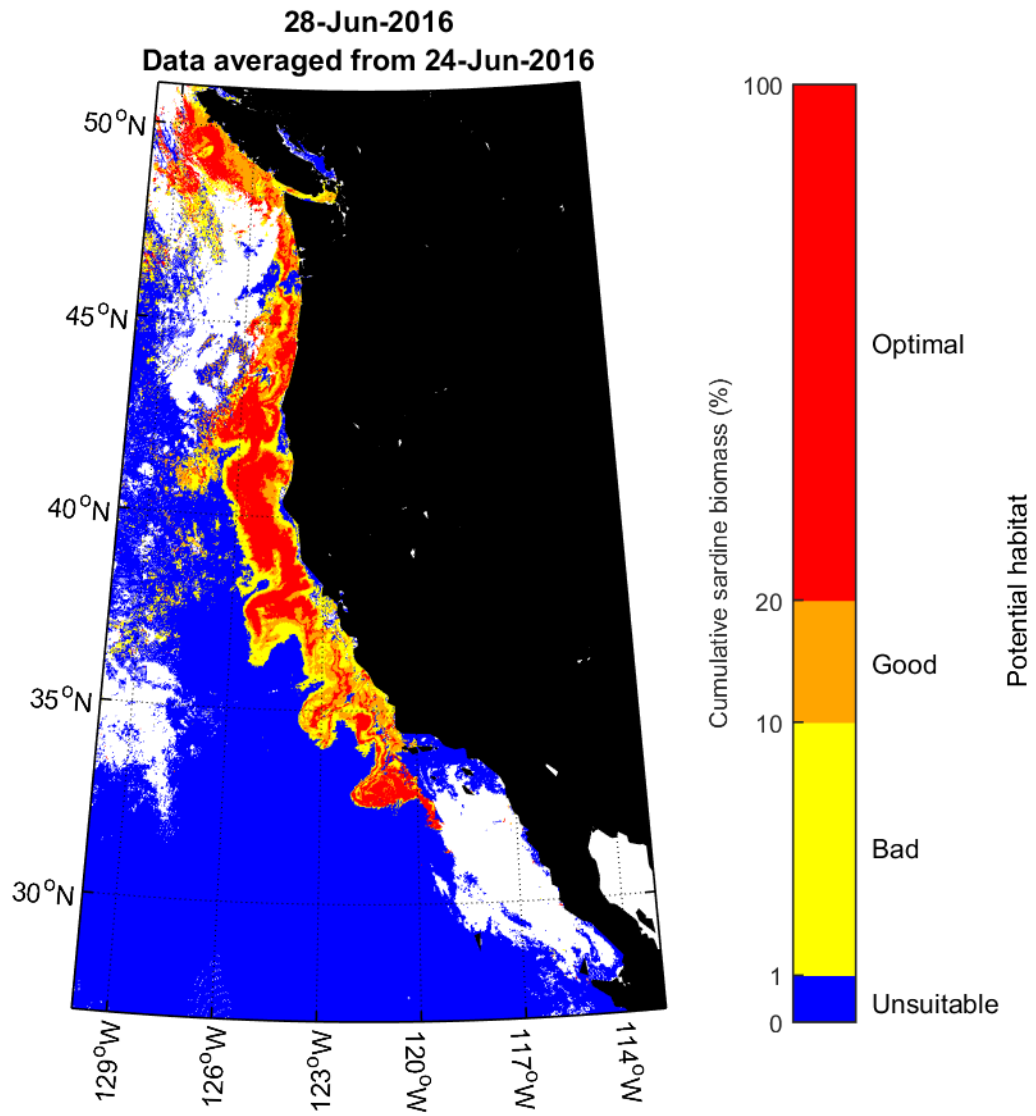 28-Jun-2016
Data averaged from 24-Jun-2016
50°N
45°N
40°N
35°N
30°N
129°W
126°W
123°W
120°W
117°W
114°W
100
20
10
1
0
Cumulative sardine biomass (%)
Optimal
Good
Bad
Unsuitable
Potential habitat